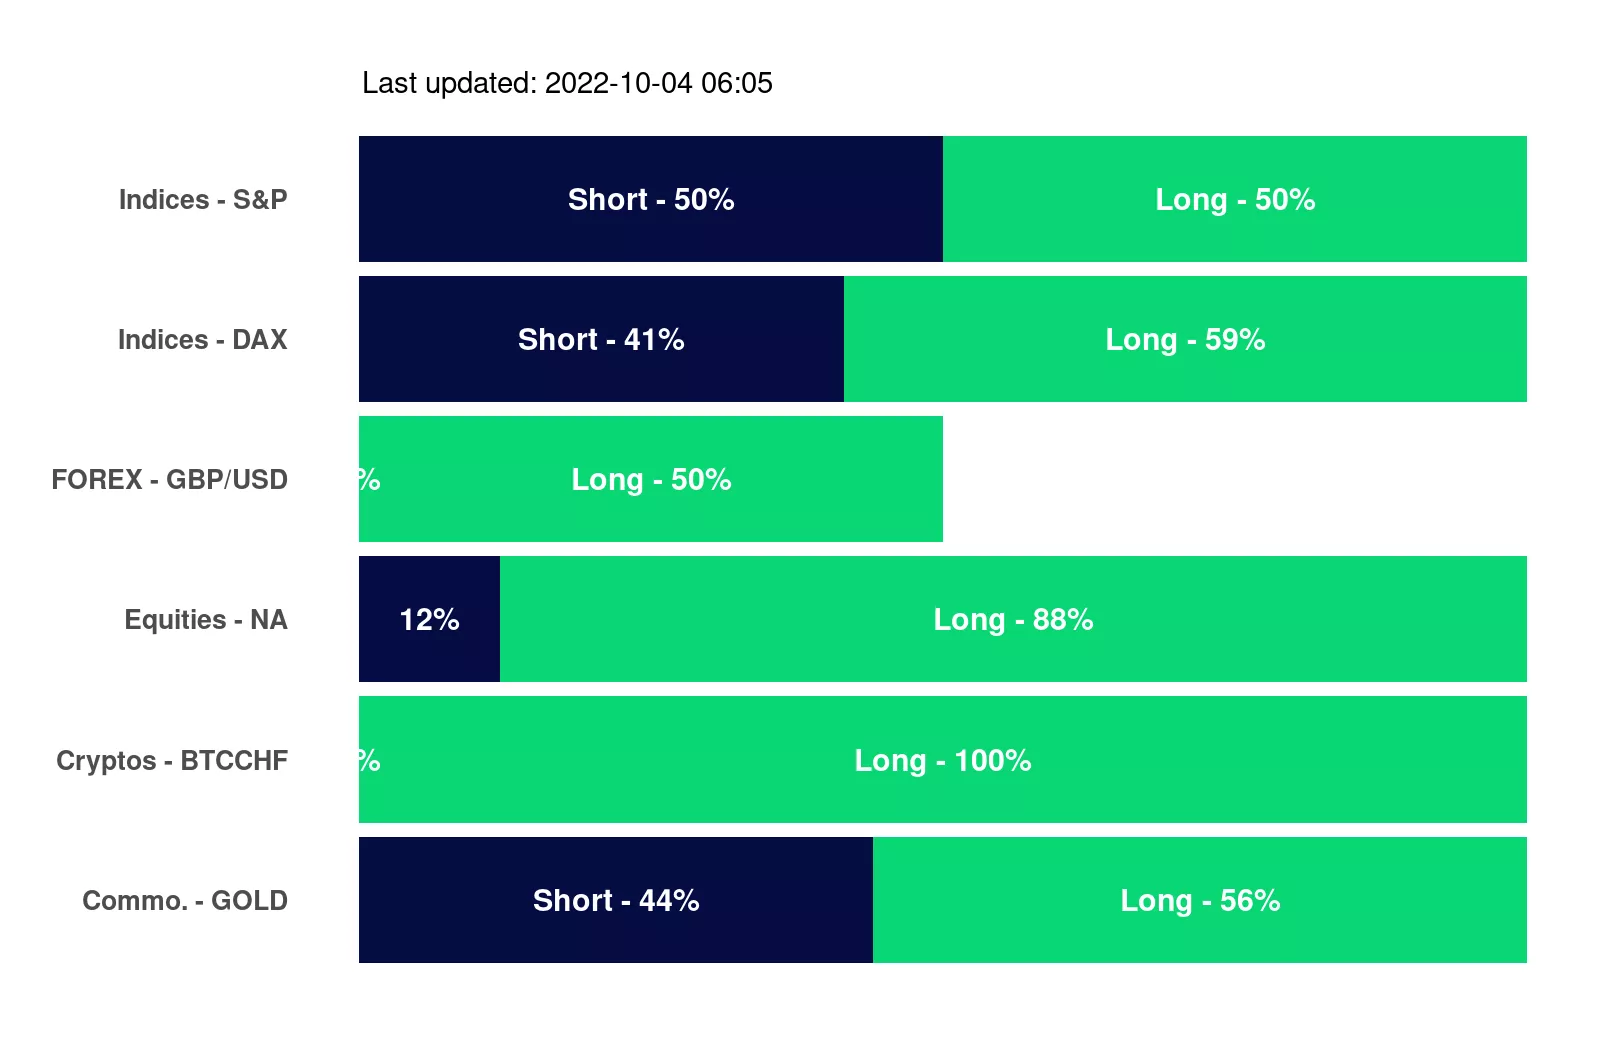 Last updated: 2022-10-04 06:05
Indices - S&P Short - 50% Long - 50%
Indices - DAX Short - 41% Long - 59%
FOREX - GBP/USD % Long - 50%
Equities - NA 12% Long - 88%
Cryptos - BTCCHF % Long - 100%
Commo. - GOLD Short - 44% Long - 56%